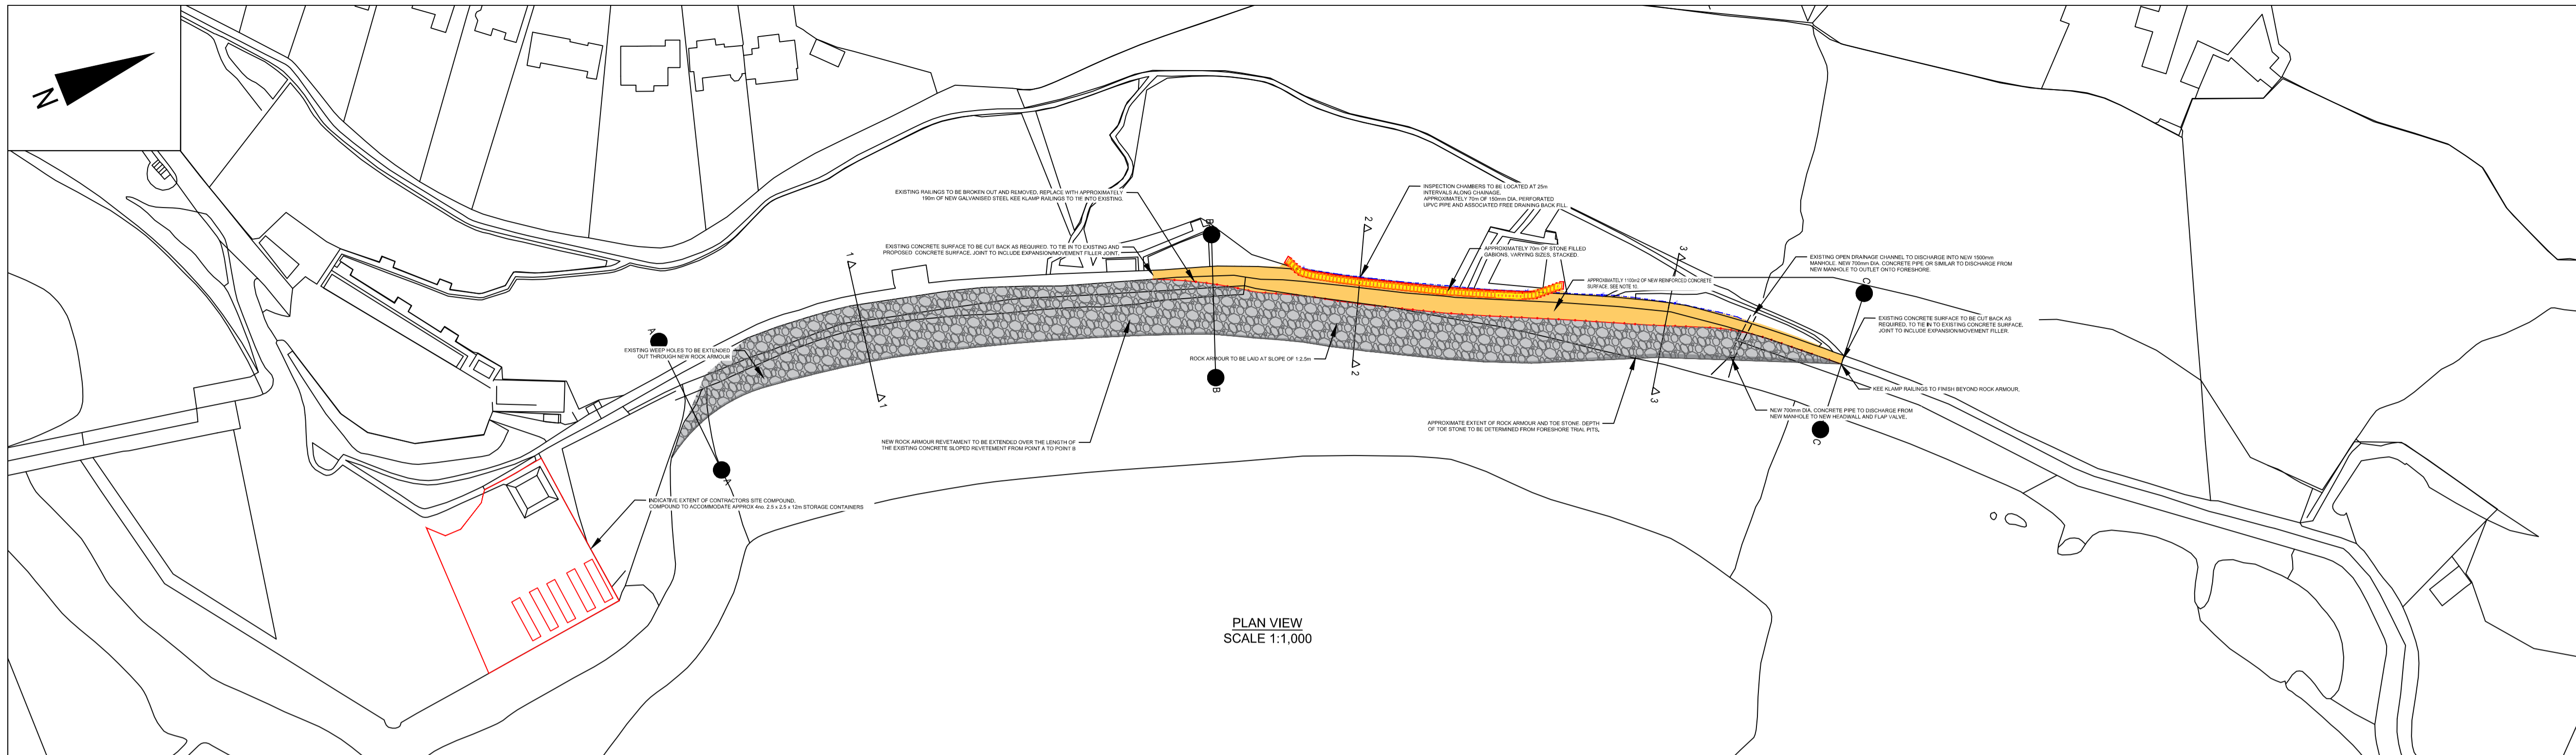 N
EXISTING RAILINGS TO BE BROKEN OUT AND REMOVED. REPLACE WITH APPROXIMATELY
190m OF NEW GALVANISED STEEL KEE KLAMP RAILINGS TO TIE INTO EXISTING.
INSPECTION CHAMBERS TO BE LOCATED AT 25m
INTERVALS ALONG CHAINAGE.
APPROXIMATELY 70m OF 150mm DIA. PERFORATED
UPVC PIPE AND ASSOCIATED FREE DRAINING BACK FILL.
EXISTING CONCRETE SURFACE TO BE CUT BACK AS REQUIRED. TO TIE IN TO EXISTING AND
PROPOSED CONCRETE SURFACE. JOINT TO INCLUDE EXPANSION/MOVEMENT FILLER JOINT.
B
2
APPROXIMATELY 70m OF STONE FILLED
GABIONS, VARYING SIZES, STACKED.
1
3
EXISTING OPEN DRAINAGE CHANNEL TO DISCHARGE INTO NEW 1500mm
MANHOLE. NEW 700mm DIA. CONCRETE PIPE OR SIMILAR TO DISCHARGE FROM
NEW MANHOLE TO OUTLET ONTO FORESHORE.
APPROXIMATELY 1100m2 OF NEW REINFORCED CONCRETE
SURFACE. SEE NOTE 10.
C
EXISTING CONCRETE SURFACE TO BE CUT BACK AS
REQUIRED, TO TIE IN TO EXISTING CONCRETE SURFACE.
JOINT TO INCLUDE EXPANSION/MOVEMENT FILLER.
A
EXISTING WEEP HOLES TO BE EXTENDED
OUT THROUGH NEW ROCK ARMOUR
ROCK ARMOUR TO BE LAID AT SLOPE OF 1:2.5m
2
B
1
3
KEE KLAMP RAILINGS TO FINISH BEYOND ROCK ARMOUR.
NEW 700mm DIA. CONCRETE PIPE TO DISCHARGE FROM
NEW MANHOLE TO NEW HEADWALL AND FLAP VALVE.
APPROXIMATE EXTENT OF ROCK ARMOUR AND TOE STONE. DEPTH
OF TOE STONE TO BE DETERMINED FROM FORESHORE TRIAL PITS.
C
NEW ROCK ARMOUR REVETAMENT TO BE EXTENDED OVER THE LENGTH OF
THE EXISTING CONCRETE SLOPED REVETEMENT FROM POINT A TO POINT B
A
INDICATIVE EXTENT OF CONTRACTORS SITE COMPOUND.
COMPOUND TO ACCOMMODATE APPROX 4no. 2.5 x 2.5 x 12m STORAGE CONTAINERS
PLAN VIEW
SCALE 1:1,000